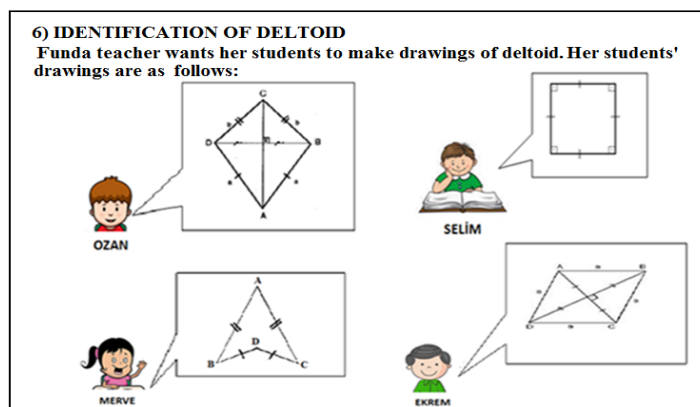 6) IDENTIFICATION OF DELTOID
Funda teacher wants her students to make drawings of deltoid. Her students'
drawings are as follows:
C
D
B
A
OZAN
SELİM
A
D
B
C
MERVE
A
B
D
C
EKREM